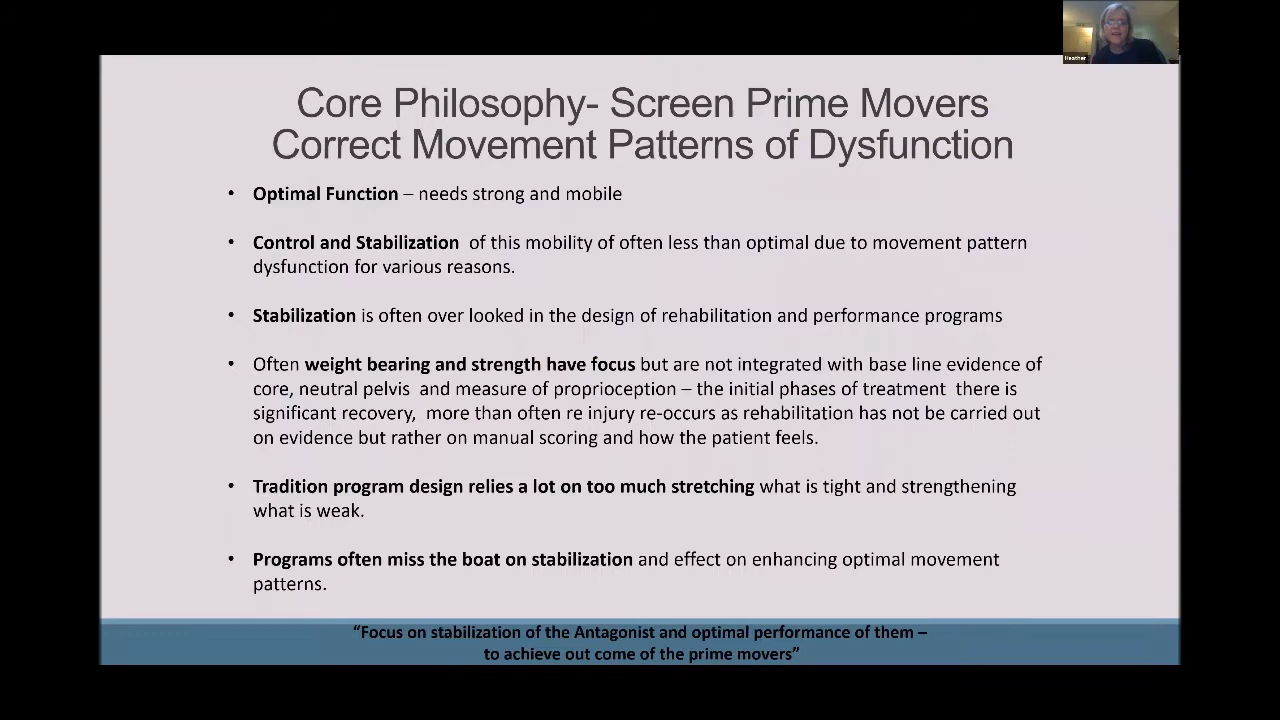 Heather
Core Philosophy- Screen Prime Movers
Correct Movement Patterns of Dysfunction
• Optimal Function – needs strong and mobile
• Control and Stabilization of this mobility of often less than optimal due to movement pattern
dysfunction for various reasons.
• Stabilization is often over looked in the design of rehabilitation and performance programs
• Often weight bearing and strength have focus but are not integrated with base line evidence of
core, neutral pelvis and measure of proprioception – the initial phases of treatment there is
significant recovery, more than often re injury re-occurs as rehabilitation has not be carried out
on evidence but rather on manual scoring and how the patient feels.
• Tradition program design relies a lot on too much stretching what is tight and strengthening
what is weak.
• Programs often miss the boat on stabilization and effect on enhancing optimal movement
patterns.
“Focus on stabilization of the Antagonist and optimal performance of them –
to achieve out come of the prime movers”